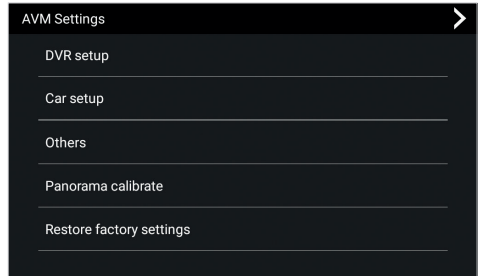 AVM Settings
DVR setup
Car setup
Others
Panorama calibrate
Restore factory settings